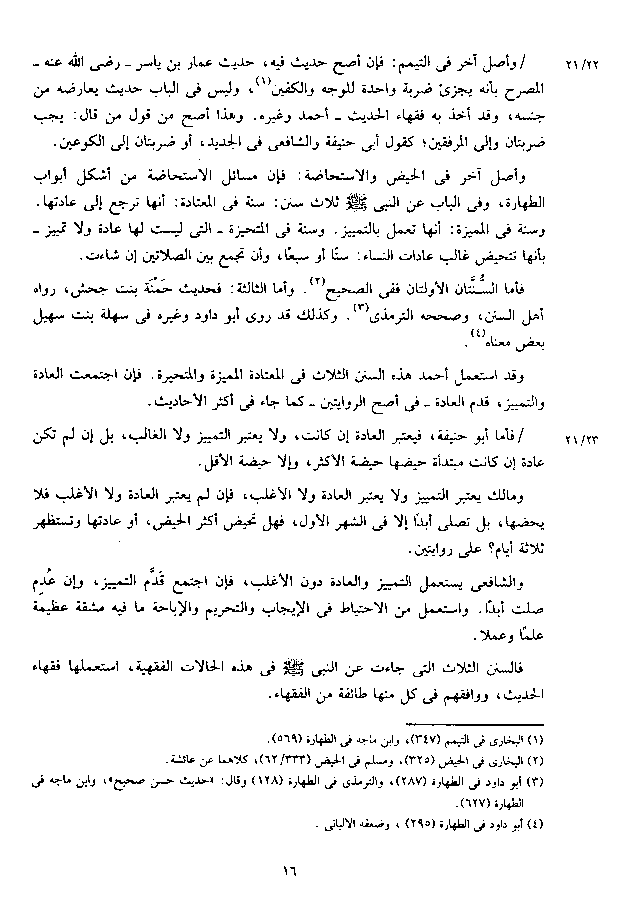 ٢١/٢٢ / وأصل آخر فى التيمم: فإن أصح حديث فيه، حديث عمار بن ياسر ـ رضى الله عنه ـ
المصرح بأنه يجزئ ضربة واحدة للوجه والكفين(١)، وليس فى الباب حديث يعارضه من
جنسه، وقد أخذ به فقهاء الحديث ـ أحمد وغيره. وهذا أصح من قول من قال: يجب
ضربتان وإلى المرفقين؛ كقول أبى حنيفة والشافعى فى الجديد، أو ضربتان إلى الكوعين.
وأصل آخر فى الحيض والاستحاضة: فإن مسائل الاستحاضة من أشكل أبواب
الطهارة، وفى الباب عن النبى ﷺ ثلاث سنن: سنة فى المعتادة: أنها ترجع إلى عادتها.
وسنة فى المميزة: أنها تعمل بالتمييز. وسنة فى المتحيرة ـ التى ليست لها عادة ولا تمييز ـ
بأنها تتحيض غالب عادات النساء: ستًا أو سبعًا، وأن تجمع بين الصلاتين إن شاءت.
فأما السُّنَّتان الأولتان ففى الصحيح(٢). وأما الثالثة: فحديث حَمْنَة بنت جحش، رواه
أهل السنن، وصححه الترمذى(٣). وكذلك قد روى أبو داود وغيره فى سهلة بنت سهيل
بعض معناه(٤).
وقد استعمل أحمد هذه السنن الثلاث فى المعتادة المميزة والمتحيرة. فإن اجتمعت العادة
والتمييز، قدم العادة ـ فى أصح الروايتين ـ كما جاء فى أكثر الأحاديث.
٢١/٢٣ / فأما أبو حنيفة، فيعتبر العادة إن كانت، ولا يعتبر التمييز ولا الغالب، بل إن لم تكن
عادة إن كانت مبتدأة حيضها حيضة الأكثر، وإلا حيضة الأقل.
ومالك يعتبر التمييز ولا يعتبر العادة ولا الأغلب، فإن لم يعتبر العادة ولا الأغلب فلا
يحضها، بل تصلى أبدًا إلا فى الشهر الأول، فهل تحيض أكثر الحيض، أو عادتها وتستظهر
ثلاثة أيام؟ على روايتين.
والشافعى يستعمل التمييز والعادة دون الأغلب، فإن اجتمع قدَّم التمييز، وإن عُدِم
صلت أبدًا. واستعمل من الاحتياط فى الإيجاب والتحريم والإباحة ما فيه مشقة عظيمة
علمًا وعملا.
فالسنن الثلاث التى جاءت عن النبى ﷺ فى هذه الحالات الفقهية، استعملها فقهاء
الحديث، ووافقهم فى كل منها طائفة من الفقهاء.
(١) البخارى فى التيمم (٣٤٧)، وابن ماجه فى الطهارة (٥٦٩).
(٢) البخارى فى الحيض (٣٢٥)، ومسلم فى الحيض (٦٢/٣٣٣)، كلاهما عن عائشة.
(٣) أبو داود فى الطهارة (٢٨٧)، والترمذى فى الطهارة (١٢٨) وقال: «حديث حسن صحيح»، وابن ماجه فى
الطهارة (٦٢٧).
(٤) أبو داود فى الطهارة (٢٩٥) ، وضعفه الألبانى .
١٦